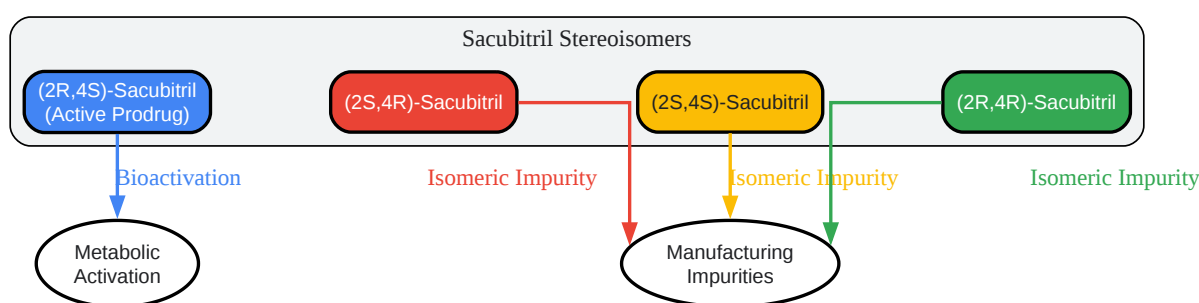 Sacubitril Stereoisomers
(2R,4S)-Sacubitril
(Active Prodrug)
(2S,4R)-Sacubitril
(2S,4S)-Sacubitril
(2R,4R)-Sacubitril
Bioactivation
Isomeric Impurity
Isomeric Impurity
Isomeric Impurity
Metabolic
Activation
Manufacturing
Impurities